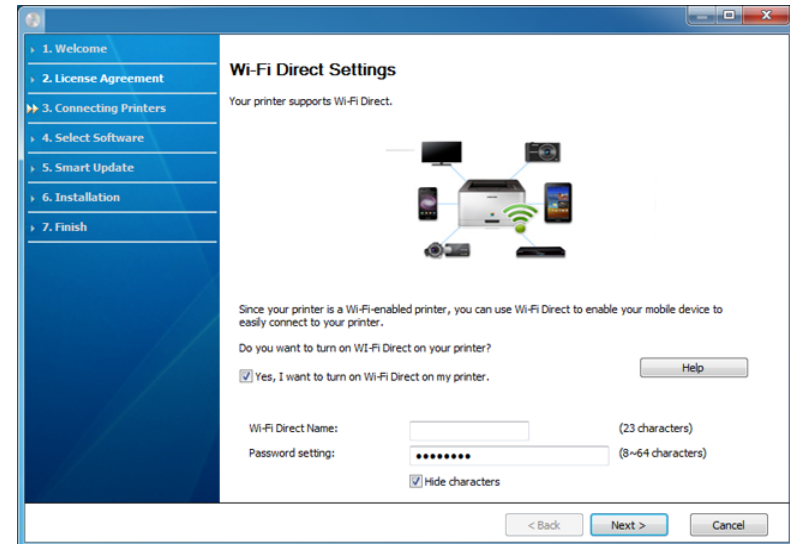 1. Welcome
2. License Agreement
3. Connecting Printers
4. Select Software
5. Smart Update
6. Installation
7. Finish
Wi-Fi Direct Settings
Your printer supports Wi-Fi Direct.
Since your printer is a Wi-Fi-enabled printer, you can use Wi-Fi Direct to enable your mobile device to
easily connect to your printer.
Do you want to turn on WI-Fi Direct on your printer?
Yes, I want to turn on Wi-Fi Direct on my printer.
Help
Wi-Fi Direct Name: (23 characters)
Password setting: •••••••• (8~64 characters)
Hide characters
< Back Next > Cancel